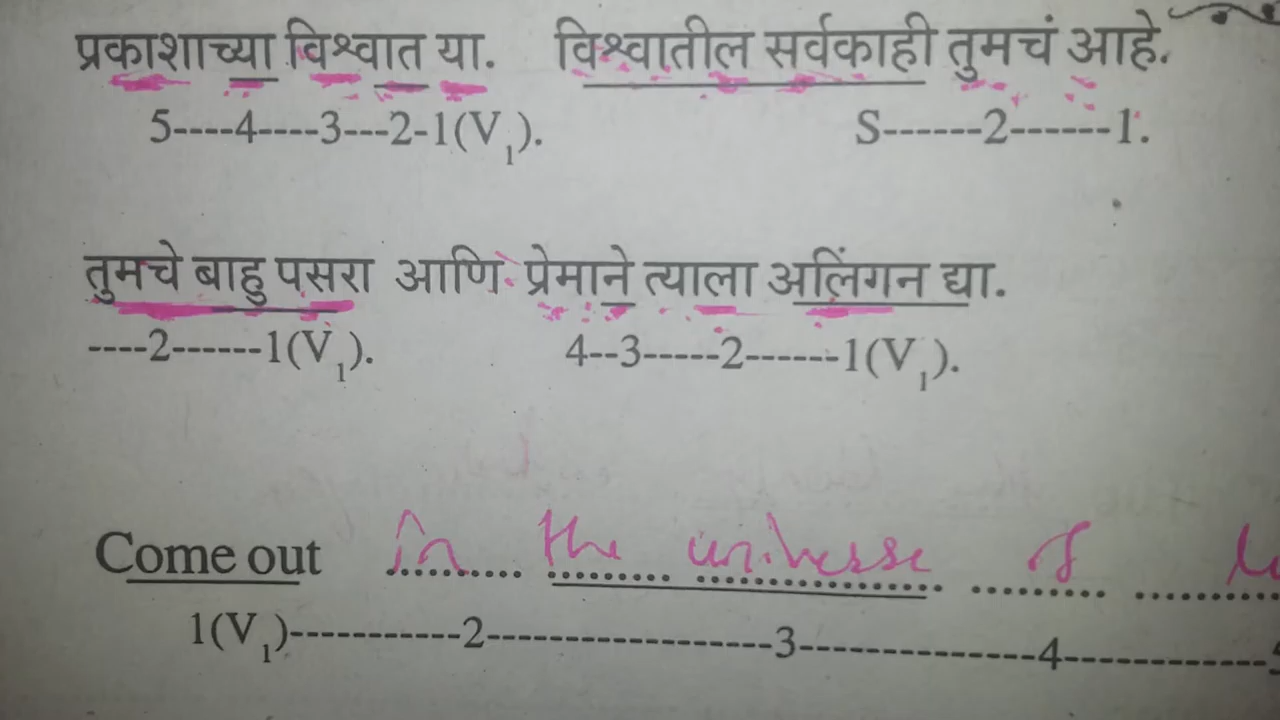 प्रकाशाच्या विश्वात या. विश्वातील सर्वकाही तुमचं आहे.
5----4----3---2-1(V1). S------2------1.
तुमचे बाहु पसरा आणि प्रेमाने त्याला अलिंगन द्या.
----2------1(V1). 4--3-----2------1(V1).
Come out in the universe of
1(V1)-----------2------------------3---------------4------------